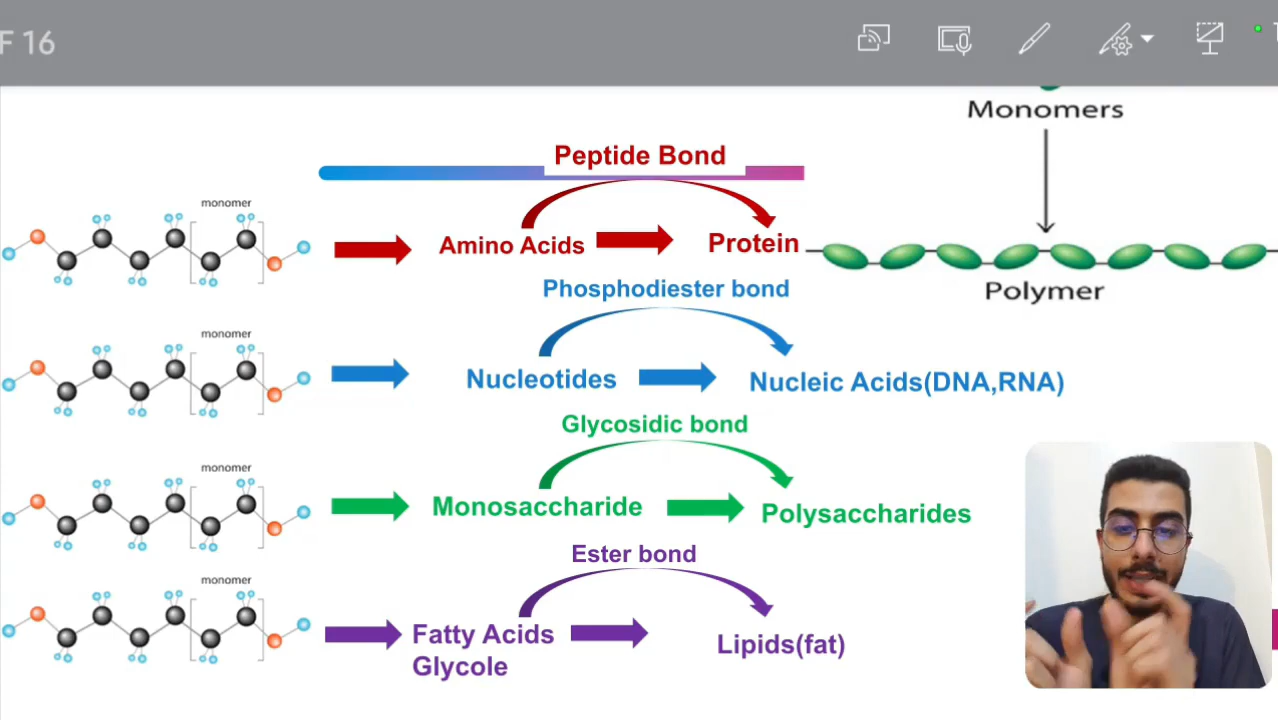 F 16
Monomers
Peptide Bond
monomer
Amino Acids
Protein
Polymer
Phosphodiester bond
monomer
Nucleotides
Nucleic Acids(DNA,RNA)
Glycosidic bond
monomer
Monosaccharide
Polysaccharides
Ester bond
monomer
Fatty Acids
Glycole
Lipids(fat)